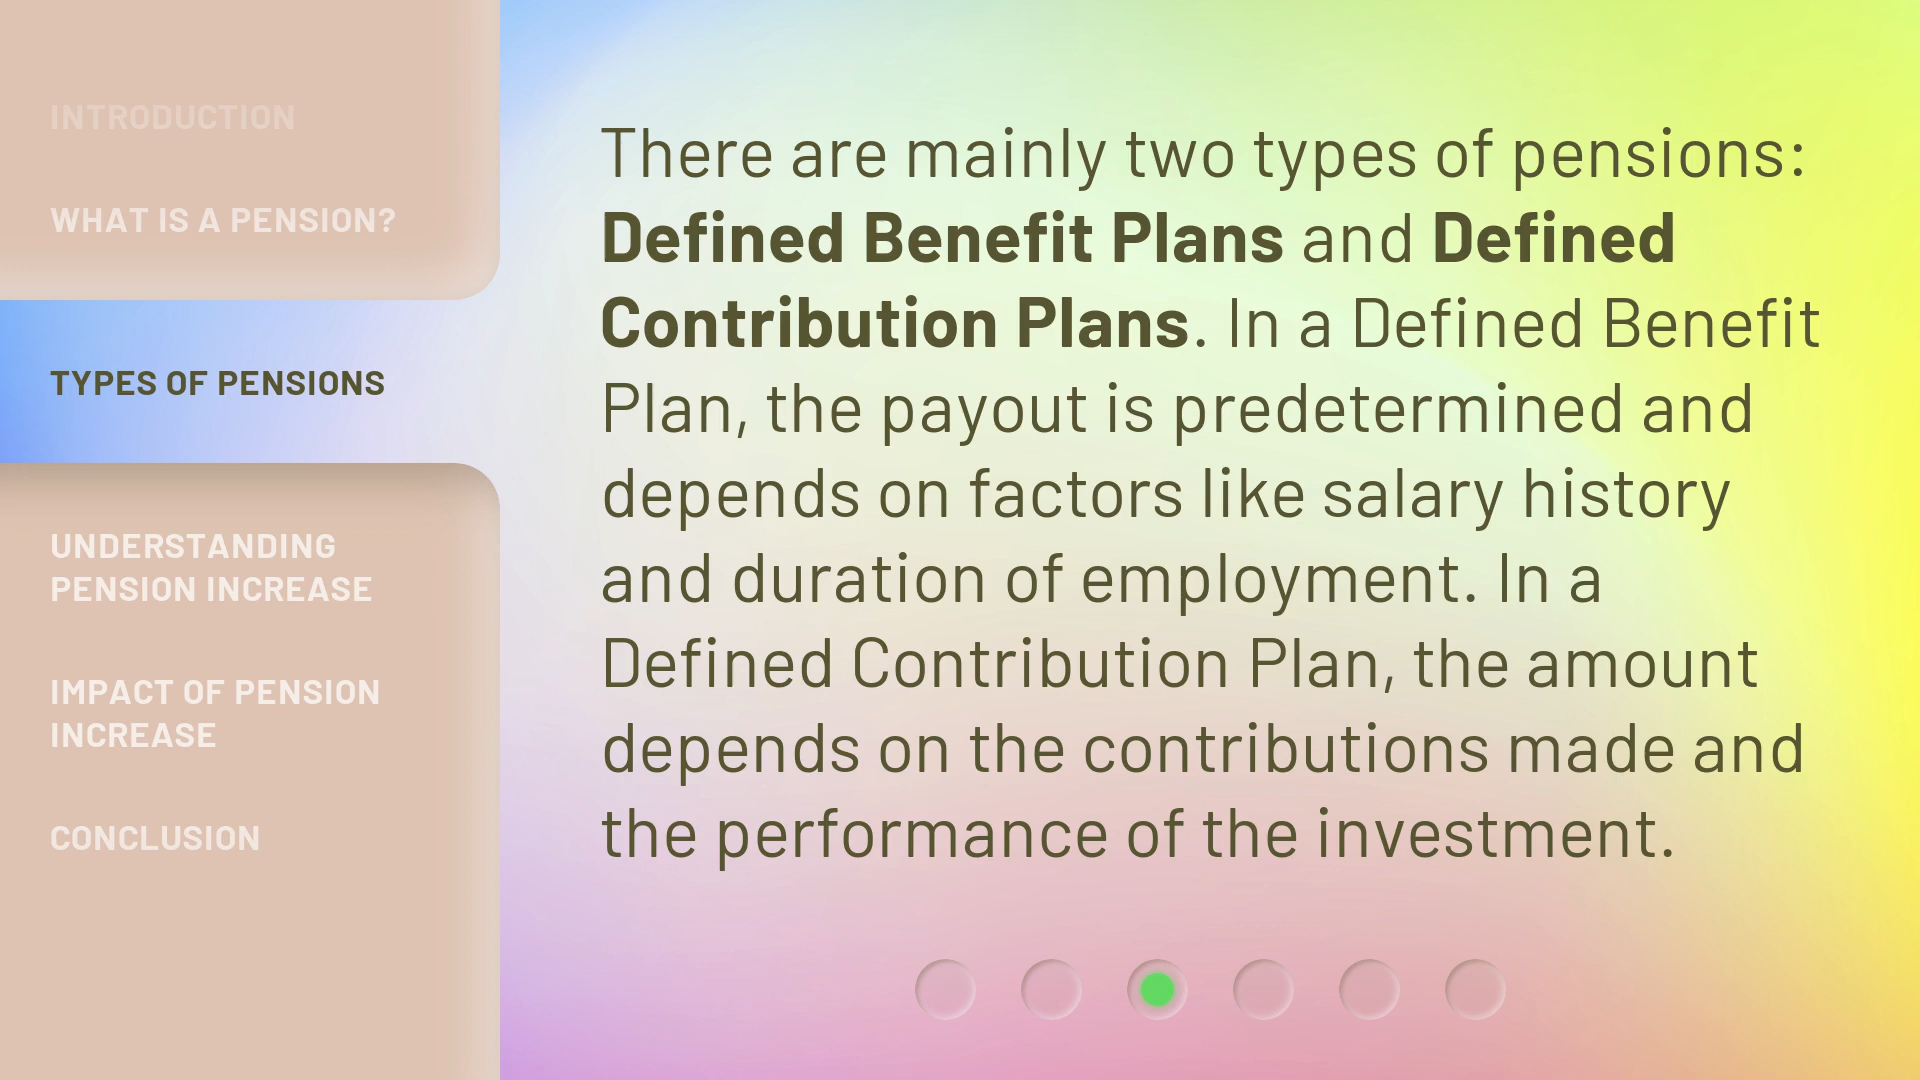 INTRODUCTION
WHAT IS A PENSION?
TYPES OF PENSIONS
UNDERSTANDING
PENSION INCREASE
IMPACT OF PENSION
INCREASE
CONCLUSION
There are mainly two types of pensions:
Defined Benefit Plans and Defined
Contribution Plans. In a Defined Benefit
Plan, the payout is predetermined and
depends on factors like salary history
and duration of employment. In a
Defined Contribution Plan, the amount
depends on the contributions made and
the performance of the investment.